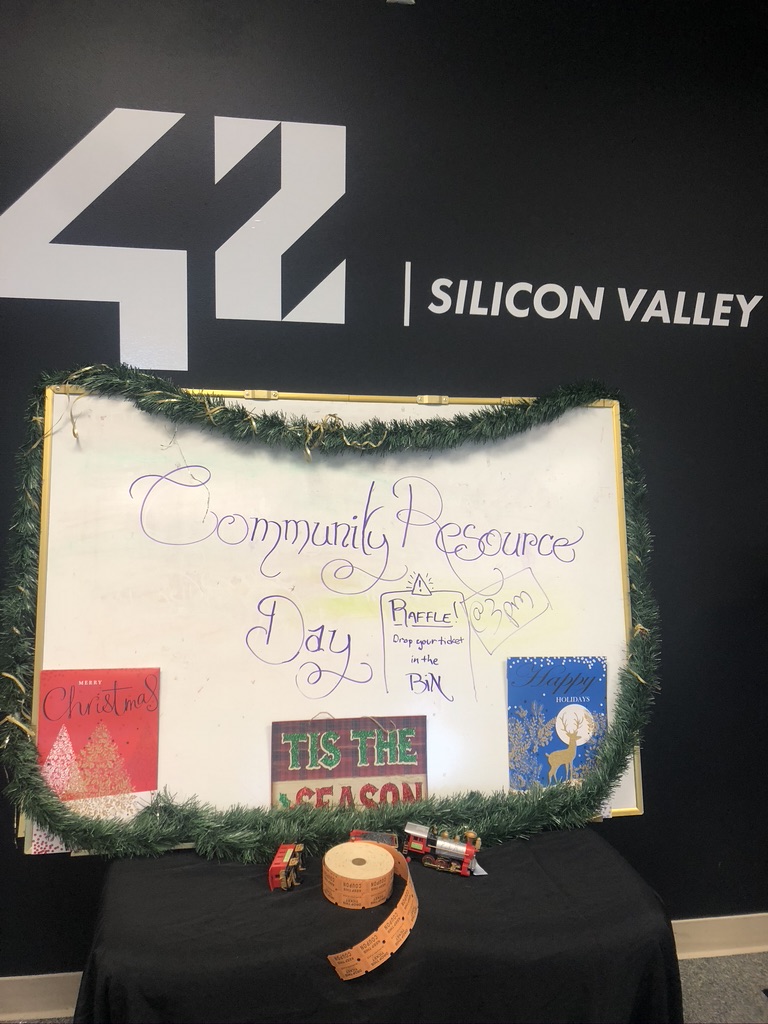 42
SILICON VALLEY
Community Resource
Day
RAFFLE!
@3pm
Drop your ticket
in the
BiN
MERRY
Christmas
Happy
HOLIDAYS
TIS THE
SEASON